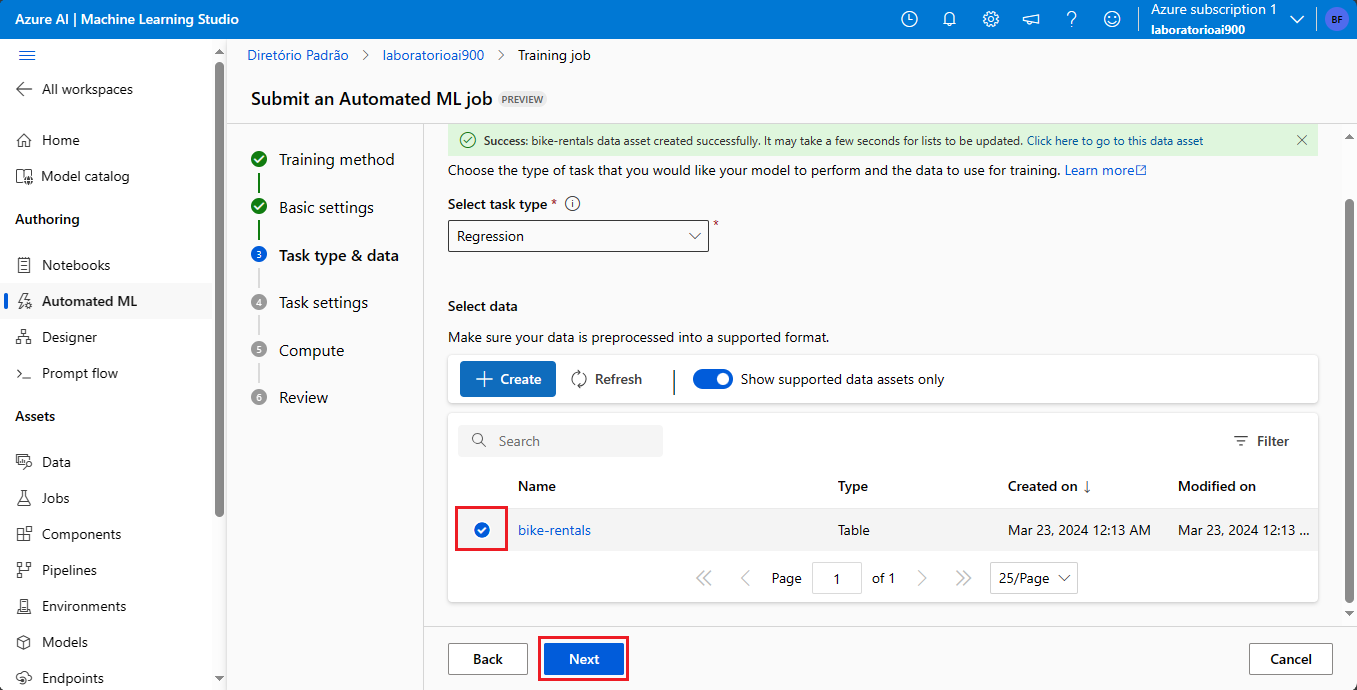 Azure AI | Machine Learning Studio
Azure subscription 1
laboratorioai900
BF
All workspaces
Home
Model catalog
Authoring
Notebooks
Automated ML
Designer
Prompt flow
Assets
Data
Jobs
Components
Pipelines
Environments
Models
Endpoints
Diretório Padrão > laboratorioai900 > Training job
Submit an Automated ML job PREVIEW
Training method
Basic settings
3 Task type & data
4 Task settings
5 Compute
6 Review
Success: bike-rentals data asset created successfully. It may take a few seconds for lists to be updated. Click here to go to this data asset
Choose the type of task that you would like your model to perform and the data to use for training. Learn more
Select task type *
Regression *
Select data
Make sure your data is preprocessed into a supported format.
+ Create Refresh | Show supported data assets only
Search Filter
Name Type Created on ↓ Modified on
bike-rentals Table Mar 23, 2024 12:13 AM Mar 23, 2024 12:13 ...
Page 1 of 1 25/Page
Back Next Cancel